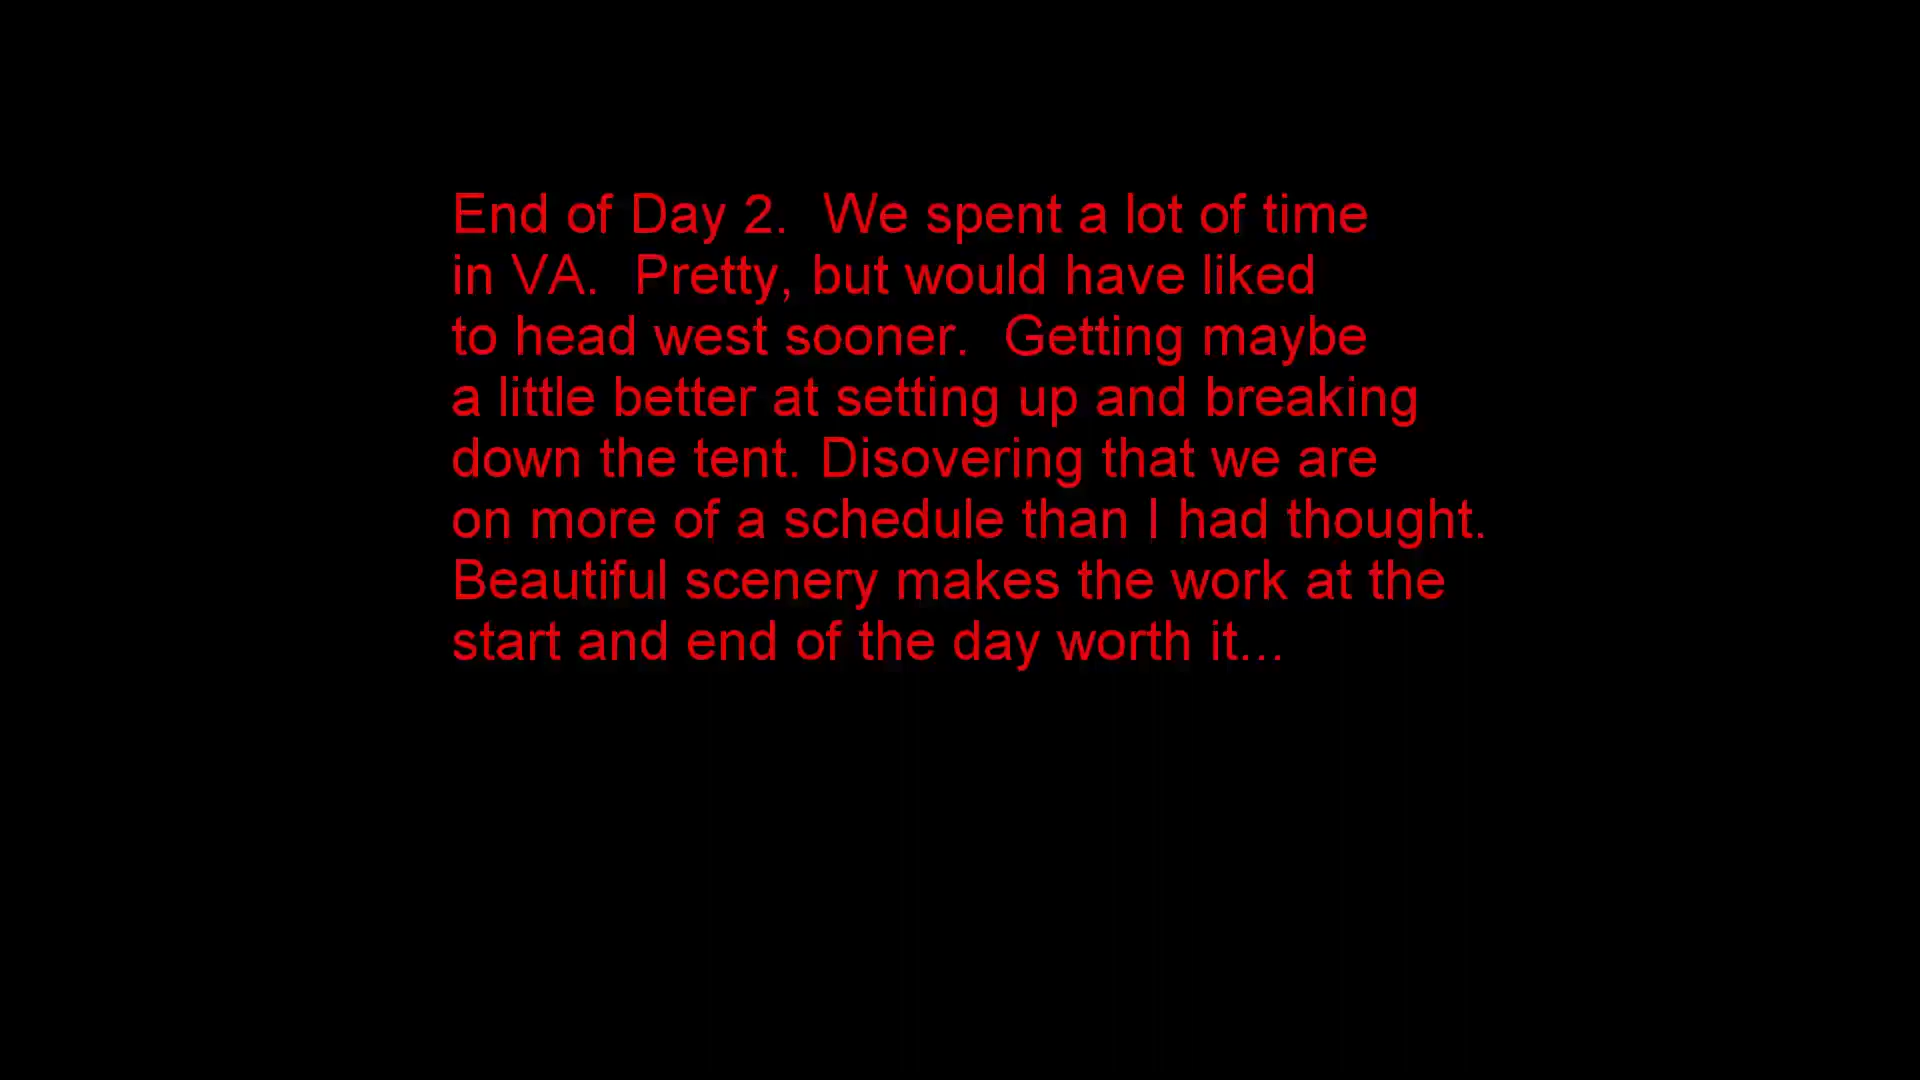 End of Day 2.  We spent a lot of time
in VA.  Pretty, but would have liked
to head west sooner.  Getting maybe
a little better at setting up and breaking
down the tent. Disovering that we are
on more of a schedule than I had thought.
Beautiful scenery makes the work at the
start and end of the day worth it...